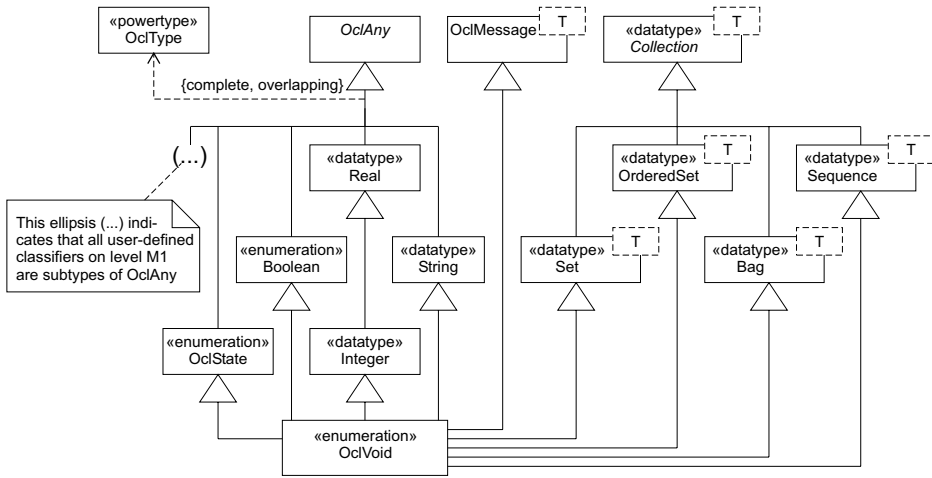 «powertype»
OclType
OclAny
OclMessage
T
«datatype»
Collection
T
{complete, overlapping}
(...)
«datatype»
Real
«datatype»
OrderedSet
T
«datatype»
Sequence
T
This ellipsis (...) indi-
cates that all user-defined
classifiers on level M1
are subtypes of OclAny
«enumeration»
Boolean
«datatype»
String
«datatype»
Set
T
«datatype»
Bag
T
«enumeration»
OclState
«datatype»
Integer
«enumeration»
OclVoid